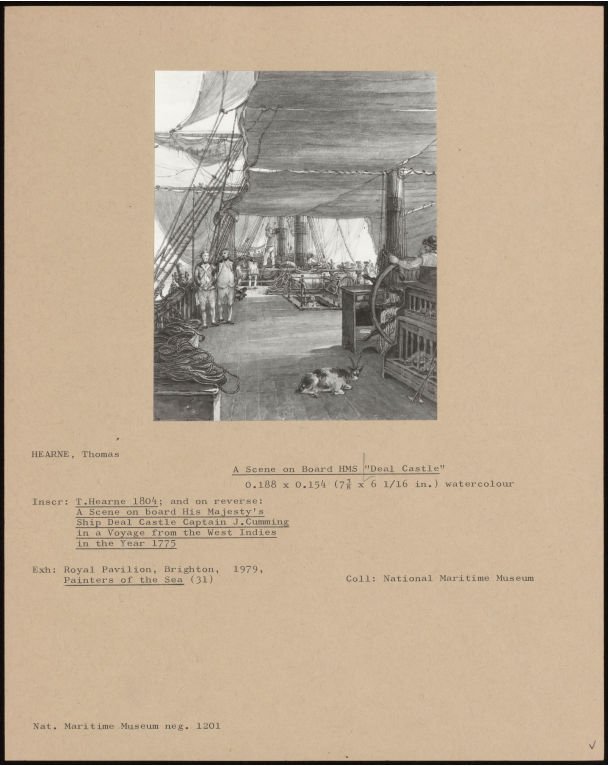 HEARNE, Thomas
A Scene on Board HMS "Deal Castle"
0.188 x 0.154 (7⅜ x 6 1/16 in.) watercolour
Inscr: T.Hearne 1804; and on reverse:
A Scene on board His Majesty's
Ship Deal Castle Captain J.Cumming
in a Voyage from the West Indies
in the Year 1775
Exh: Royal Pavilion, Brighton, 1979,
Painters of the Sea (31)
Coll: National Maritime Museum
Nat. Maritime Museum neg. 1201